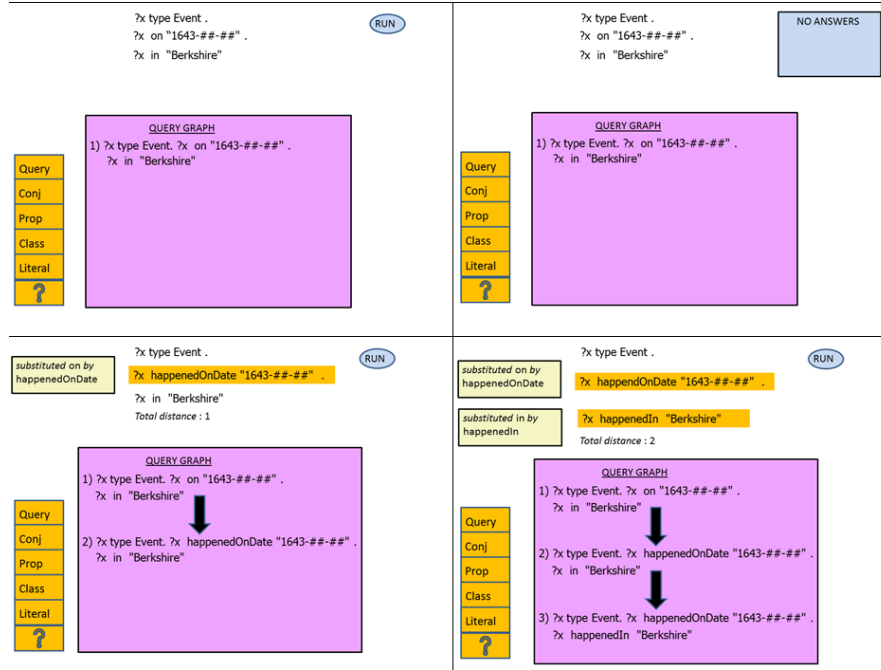 ?x type Event .
?x on "1643-##-##" .
?x in "Berkshire"
RUN
QUERY GRAPH
1) ?x type Event. ?x on "1643-##-##" .
?x in "Berkshire"
Query
Conj
Prop
Class
Literal
?
?x type Event .
?x on "1643-##-##" .
?x in "Berkshire"
NO ANSWERS
QUERY GRAPH
1) ?x type Event. ?x on "1643-##-##" .
?x in "Berkshire"
Query
Conj
Prop
Class
Literal
?
substituted on by
happenedOnDate
?x type Event .
?x happenedOnDate "1643-##-##" .
?x in "Berkshire"
Total distance : 1
RUN
QUERY GRAPH
1) ?x type Event. ?x on "1643-##-##" .
?x in "Berkshire"
2) ?x type Event. ?x happenedOnDate "1643-##-##" .
?x in "Berkshire"
Query
Conj
Prop
Class
Literal
?
substituted on by
happenedOnDate
substituted in by
happenedIn
?x type Event .
?x happendOnDate "1643-##-##" .
?x happenedIn "Berkshire"
Total distance : 2
RUN
QUERY GRAPH
1) ?x type Event. ?x on "1643-##-##" .
?x in "Berkshire"
2) ?x type Event. ?x happenedOnDate "1643-##-##" .
?x in "Berkshire"
3) ?x type Event. ?x happenedOnDate "1643-##-##" .
?x happenedIn "Berkshire"
Query
Conj
Prop
Class
Literal
?